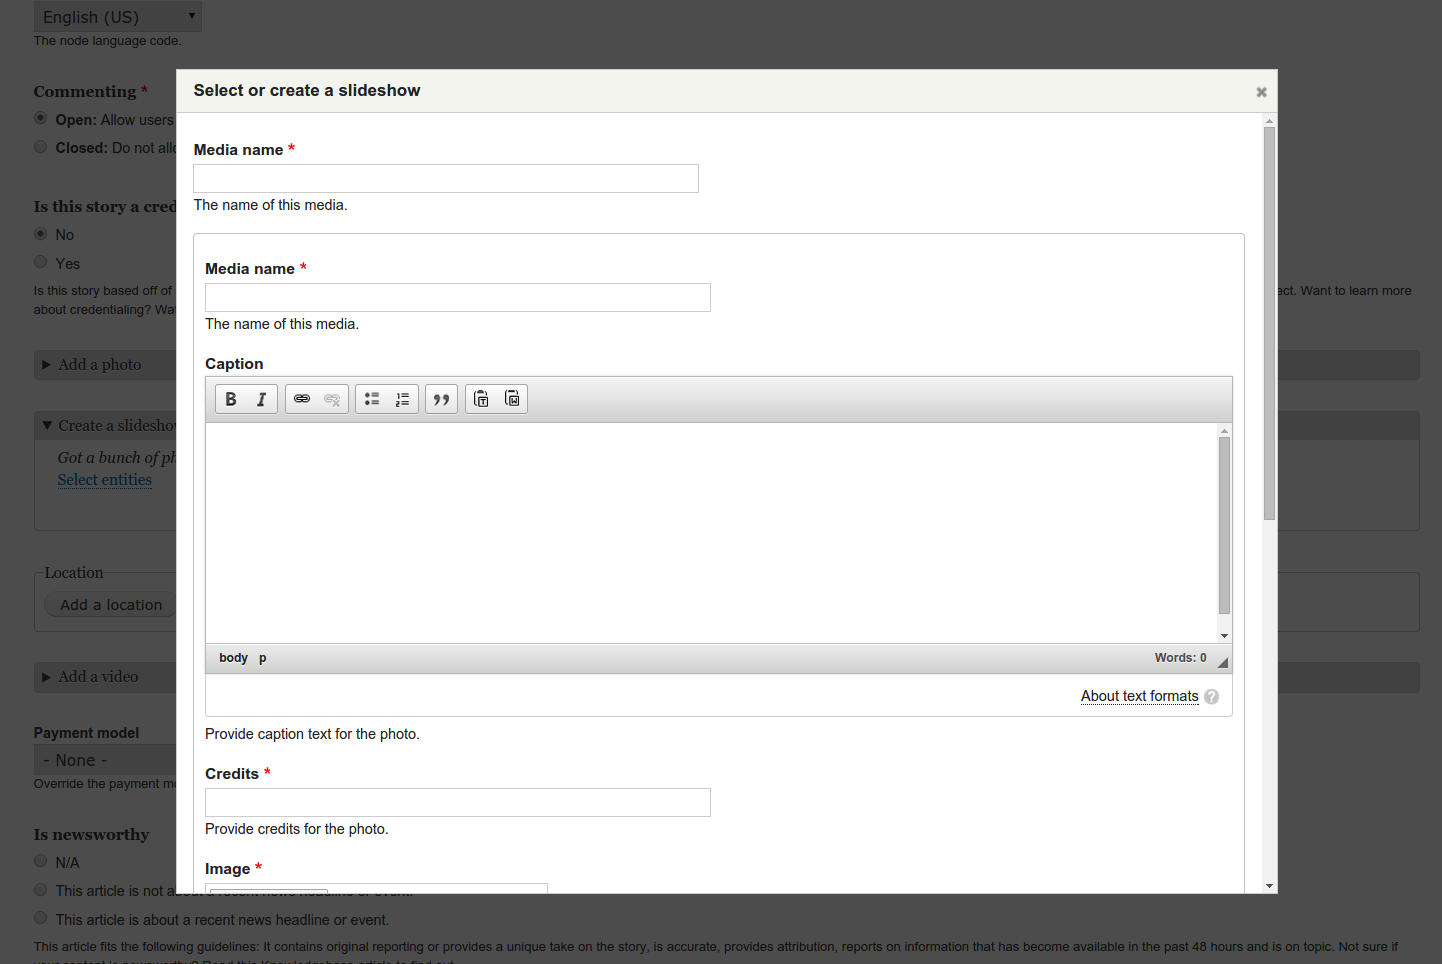 English (US)
The node language code.
Commenting *
Open: Allow users
Closed: Do not
Is this story a
No
Yes
Is this story based off of
ect. Want to learn more
about credentialing?
Add a photo
Create a
Got a bunch of
Select entities
Location
Add a location
Add a video
Payment model
- None -
Override the payment
Is newsworthy
N/A
This article is not a recent news headline or event.
This article is about a recent news headline or event.
This article fits the following guidelines: It contains original reporting or provides a unique take on the story, is accurate, provides attribution, reports on information that has become available in the past 48 hours and is on topic. Not sure if
Select or create a slideshow
Media name *
The name of this media.
Media name *
The name of this media.
Caption
B I
body p
Words: 0
About text formats ?
Provide caption text for the photo.
Credits *
Provide credits for the photo.
Image *